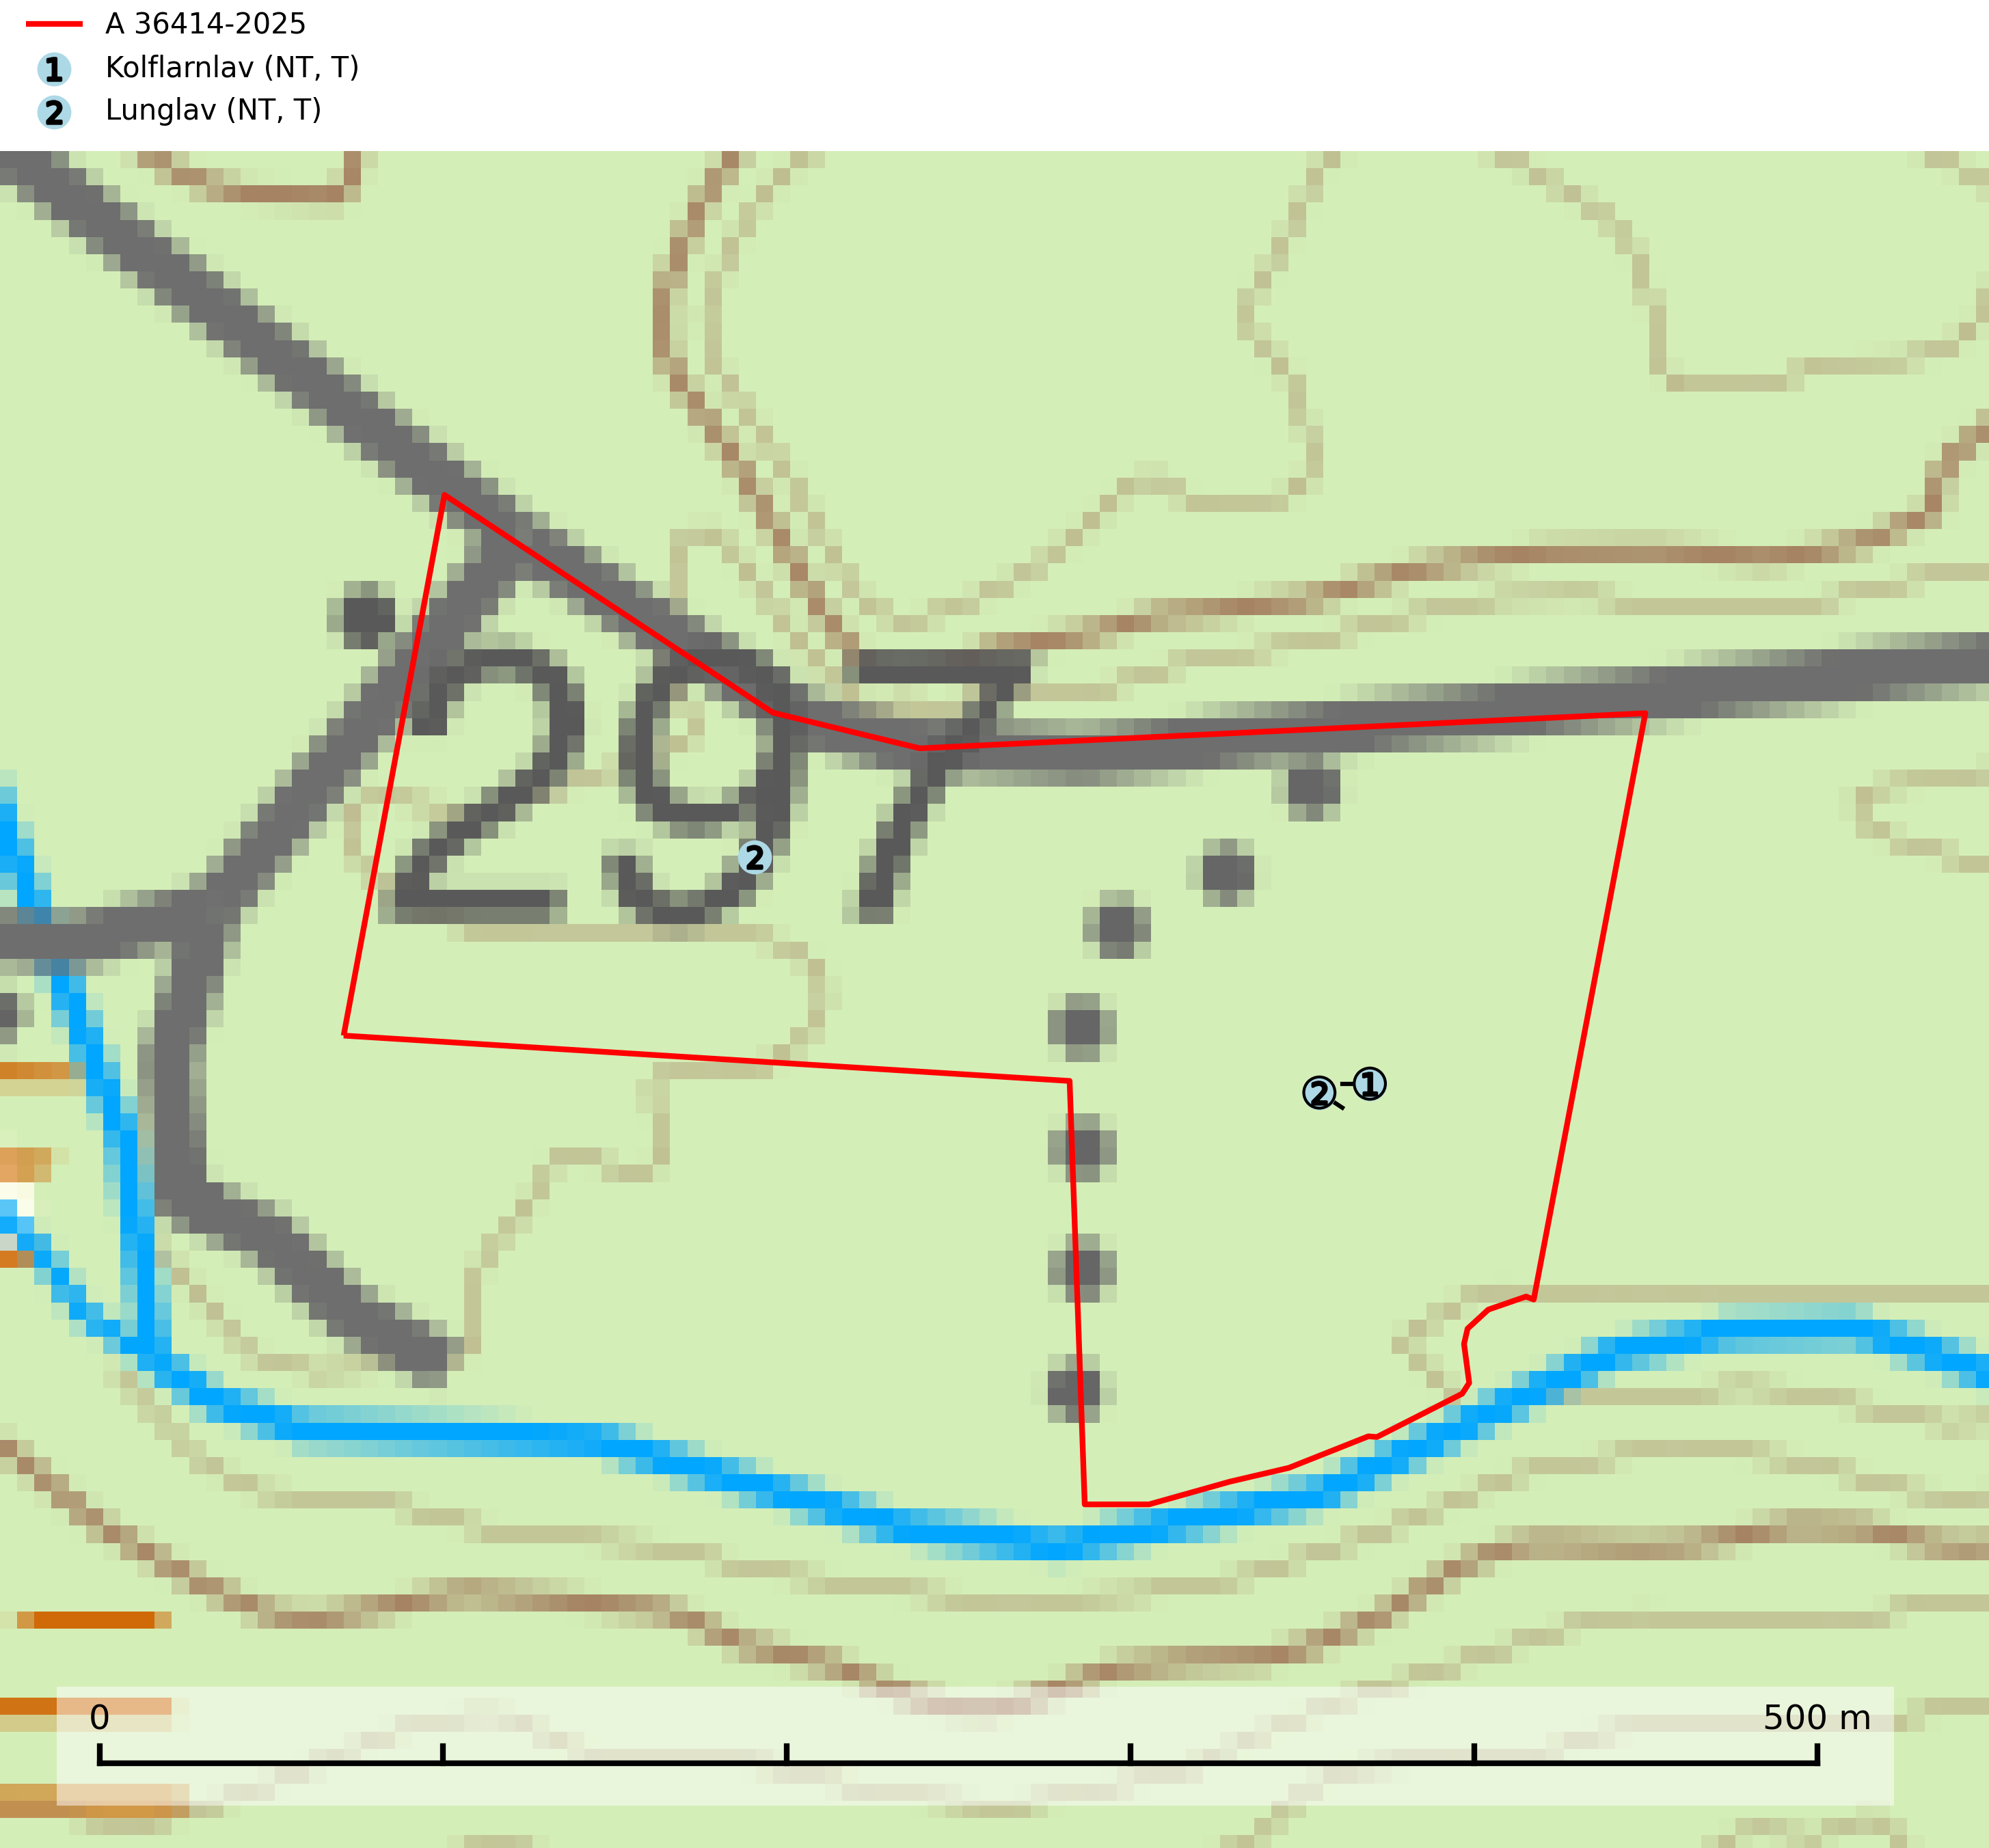 A 36414-2025
1 Kolflarnlav (NT, T)
2 Lunglav (NT, T)
297
2
2 1
0 500 m